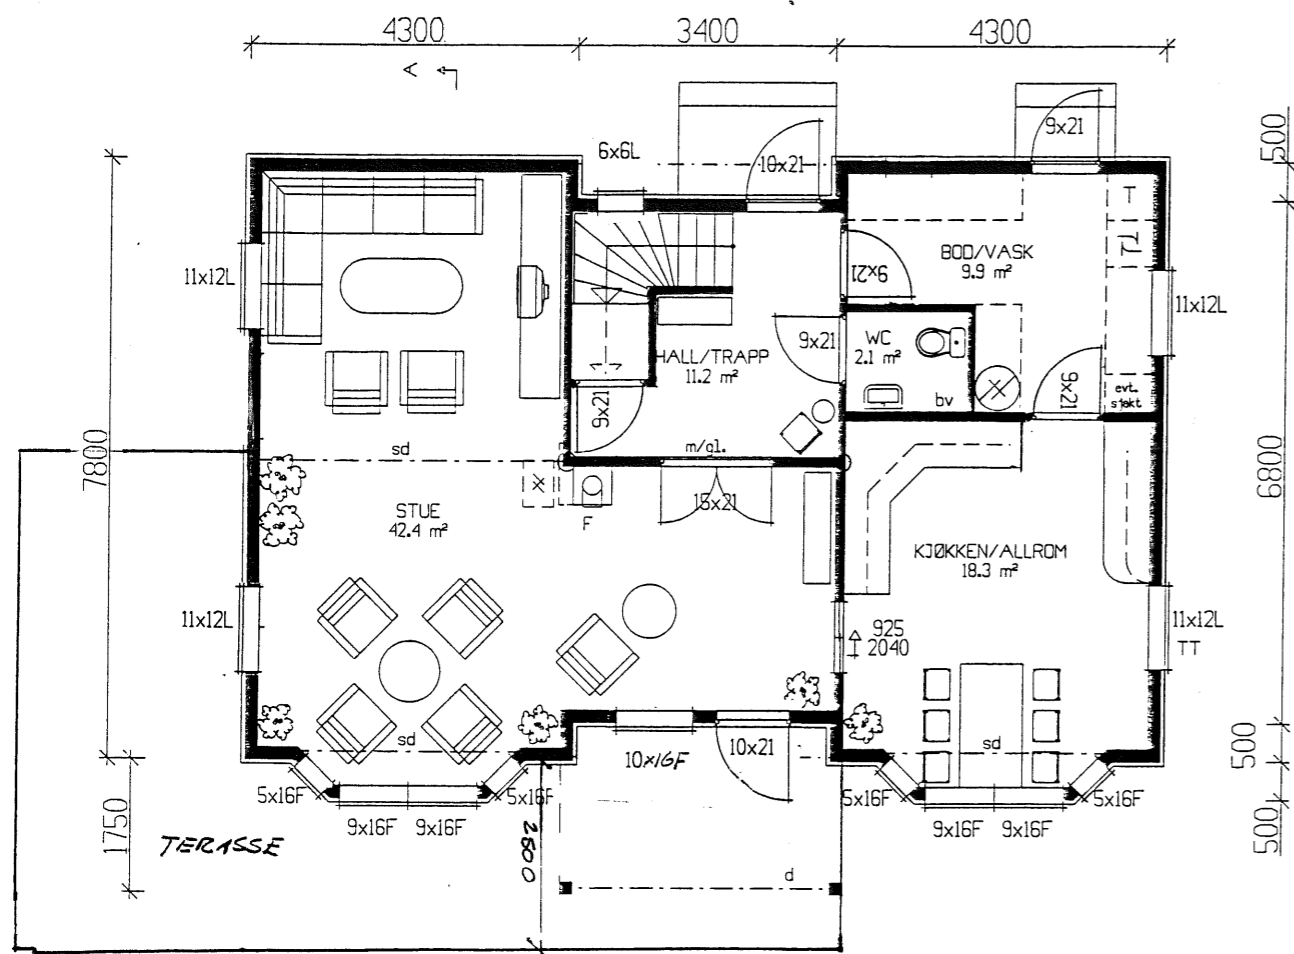 4300
3400
4300
A
500
6x6L
10x21
9x21
T
T.T.
BOD/VASK
9.9 m²
11x12L
9x21
11x12L
WC
2.1 m²
9x21
HALL/TRAPP
11.2 m²
bv
9x21
evt.
sjakt
9x21
7800
sd
m/gl.
6800
STUE
42.4 m²
F
15x21
KJØKKEN/ALLROM
18.3 m²
11x12L
925
2040
11x12L
TT
sd
sd
10x16F
10x21
500
5x16F
5x16F
5x16F
5x16F
9x16F
9x16F
9x16F
9x16F
500
1750
TERASSE
2800
d